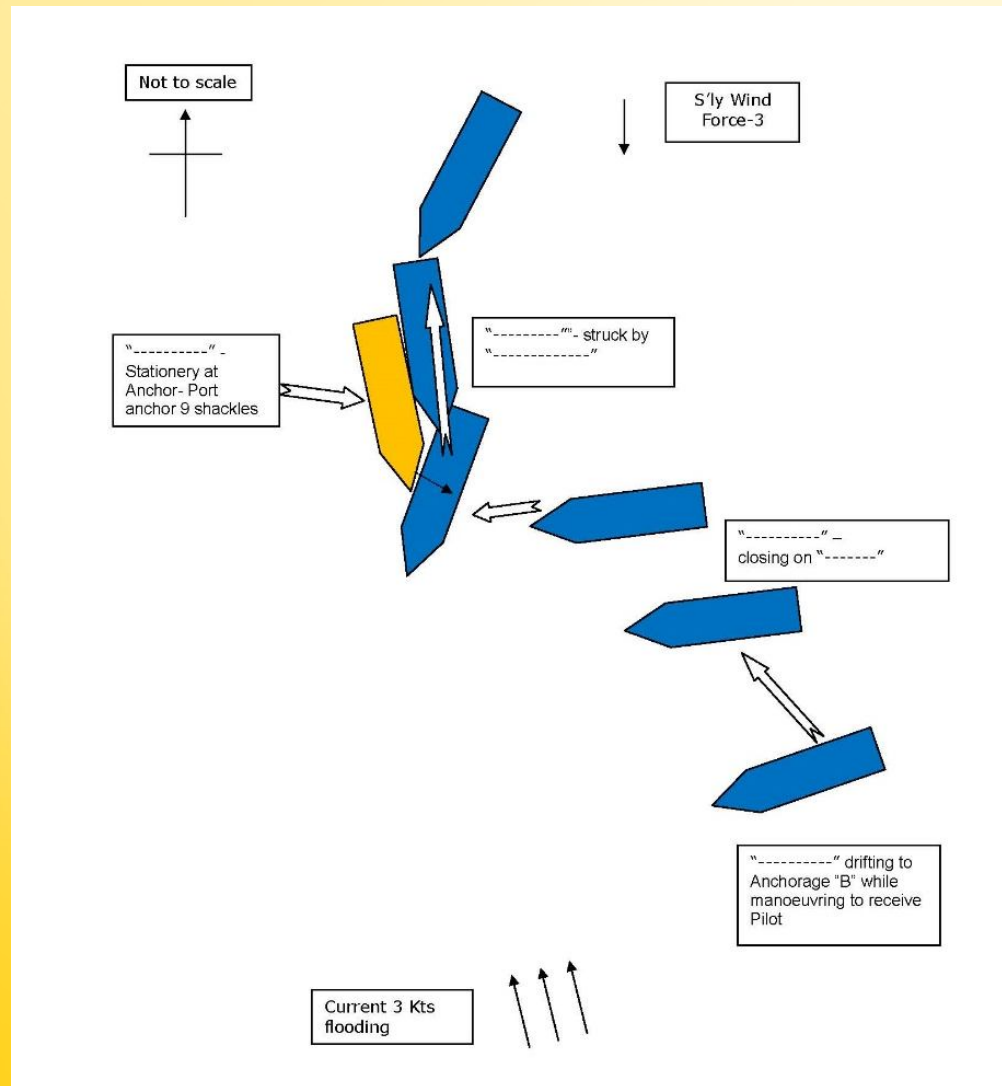 Not to scale
S'ly Wind
Force-3
"----------" -
Stationery at
Anchor- Port
anchor 9 shackles
"---------""- struck by
"-------------"
"----------" –
closing on "-------"
"----------" drifting to
Anchorage "B" while
manoeuvring to receive
Pilot
Current 3 Kts
flooding